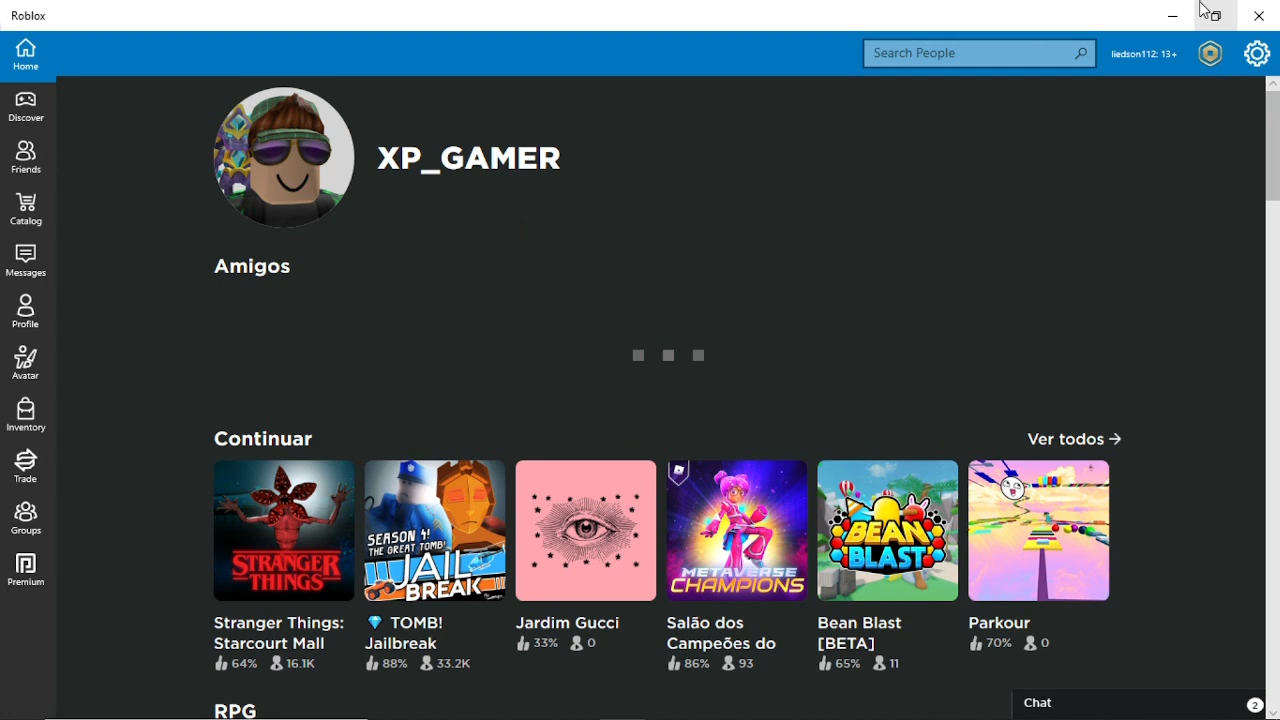 Roblox
Home
Search People
liedson112: 13+
Discover
Friends
Catalog
Messages
Profile
Avatar
Inventory
Trade
Groups
Premium
XP_GAMER
Amigos
Continuar
Ver todos →
STRANGER
THINGS
SEASON 4!
THE GREAT TOMB!
JAIL
BREAK
METAVERSE
CHAMPIONS
BEAN
BLAST
Stranger Things:
Starcourt Mall
64% 16.1K
💎 TOMB!
Jailbreak
88% 33.2K
Jardim Gucci
33% 0
Salão dos
Campeões do
86% 93
Bean Blast
[BETA]
65% 11
Parkour
70% 0
RPG
Chat
2